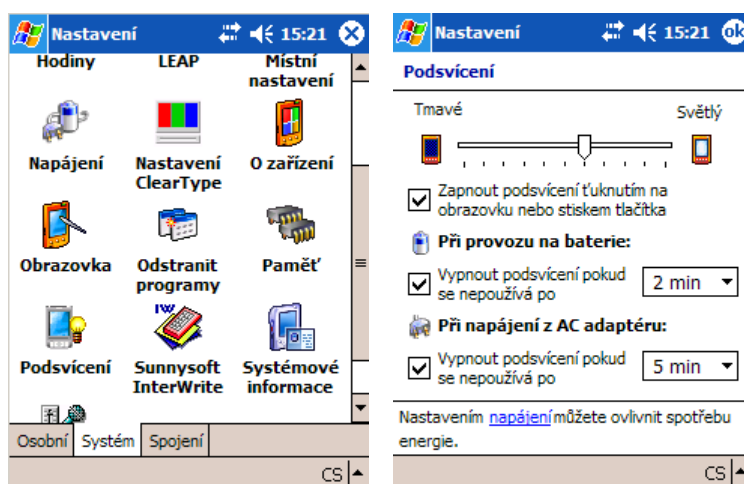 Nastavení 15:21
Hodiny LEAP Místní
nastavení
Napájení Nastavení O zařízení
ClearType
Obrazovka Odstranit Paměť
programy
IW
Podsvícení Sunnysoft Systémové
InterWrite informace
Osobní Systém Spojení
CS
Nastavení 15:21 ok
Podsvícení
Tmavé Světlý
Zapnout podsvícení ťuknutím na
obrazovku nebo stiskem tlačítka
Při provozu na baterie:
Vypnout podsvícení pokud 2 min
se nepoužívá po
Při napájení z AC adaptéru:
Vypnout podsvícení pokud 5 min
se nepoužívá po
Nastavením napájení můžete ovlivnit spotřebu
energie.
CS